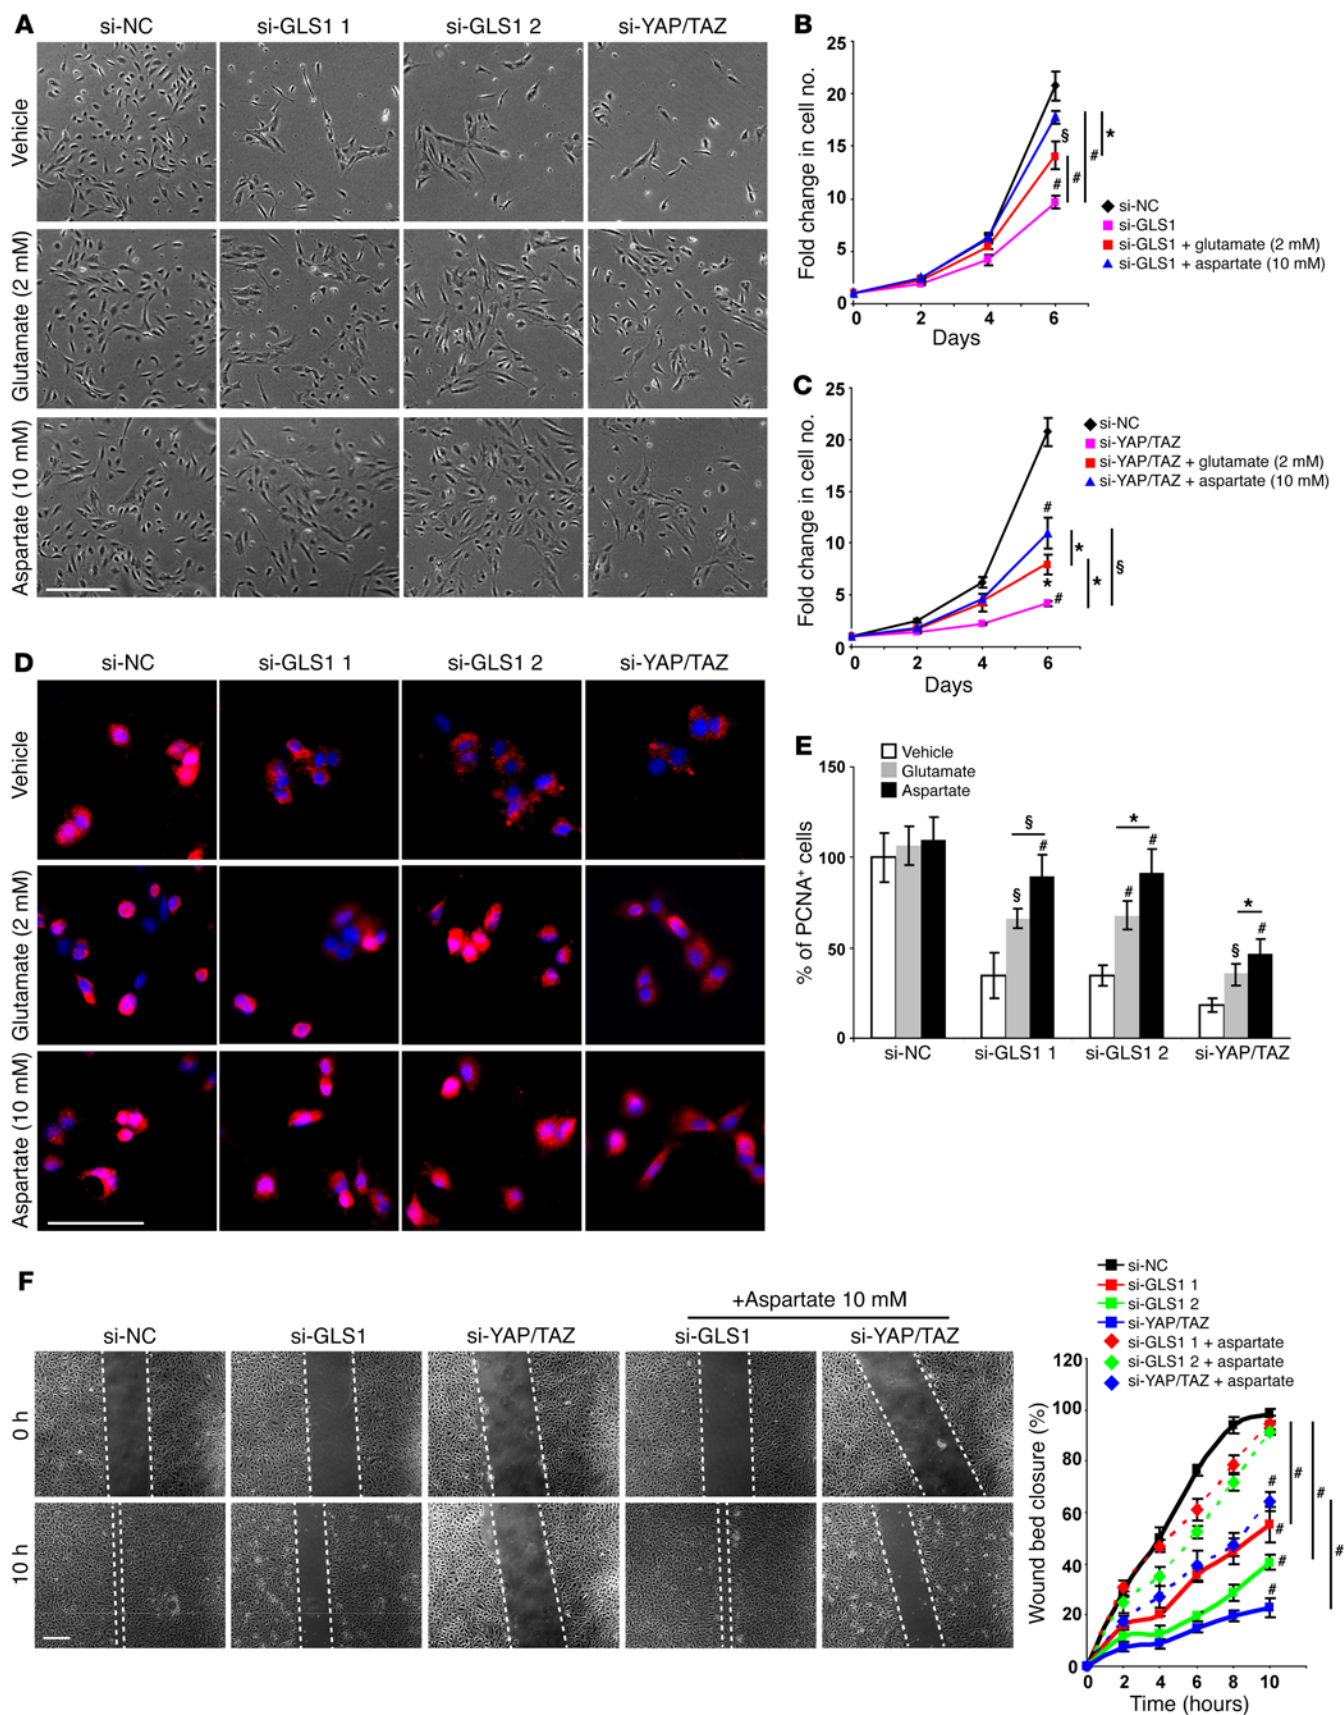 A
si-NC si-GLS1 1 si-GLS1 2 si-YAP/TAZ
Vehicle
Glutamate (2 mM)
Aspartate (10 mM)
B
Fold change in cell no.
25
20
15
10
5
0
0 2 4 6
Days
§
#
#
#
*
si-NC
si-GLS1
si-GLS1 + glutamate (2 mM)
si-GLS1 + aspartate (10 mM)
C
Fold change in cell no.
25
20
15
10
5
0
0 2 4 6
Days
#
*
#
*
*
§
si-NC
si-YAP/TAZ
si-YAP/TAZ + glutamate (2 mM)
si-YAP/TAZ + aspartate (10 mM)
D
si-NC si-GLS1 1 si-GLS1 2 si-YAP/TAZ
Vehicle
Glutamate (2 mM)
Aspartate (10 mM)
E
Vehicle
Glutamate
Aspartate
% of PCNA+ cells
150
100
50
0
§
§ #
*
# #
*
§ #
si-NC si-GLS1 1 si-GLS1 2 si-YAP/TAZ
F
+Aspartate 10 mM
si-NC si-GLS1 si-YAP/TAZ si-GLS1 si-YAP/TAZ
0 h
10 h
si-NC
si-GLS1 1
si-GLS1 2
si-YAP/TAZ
si-GLS1 1 + aspartate
si-GLS1 2 + aspartate
si-YAP/TAZ + aspartate
Wound bed closure (%)
120
100
80
60
40
20
0
0 2 4 6 8 10
Time (hours)
#
#
#
#
#
#
#